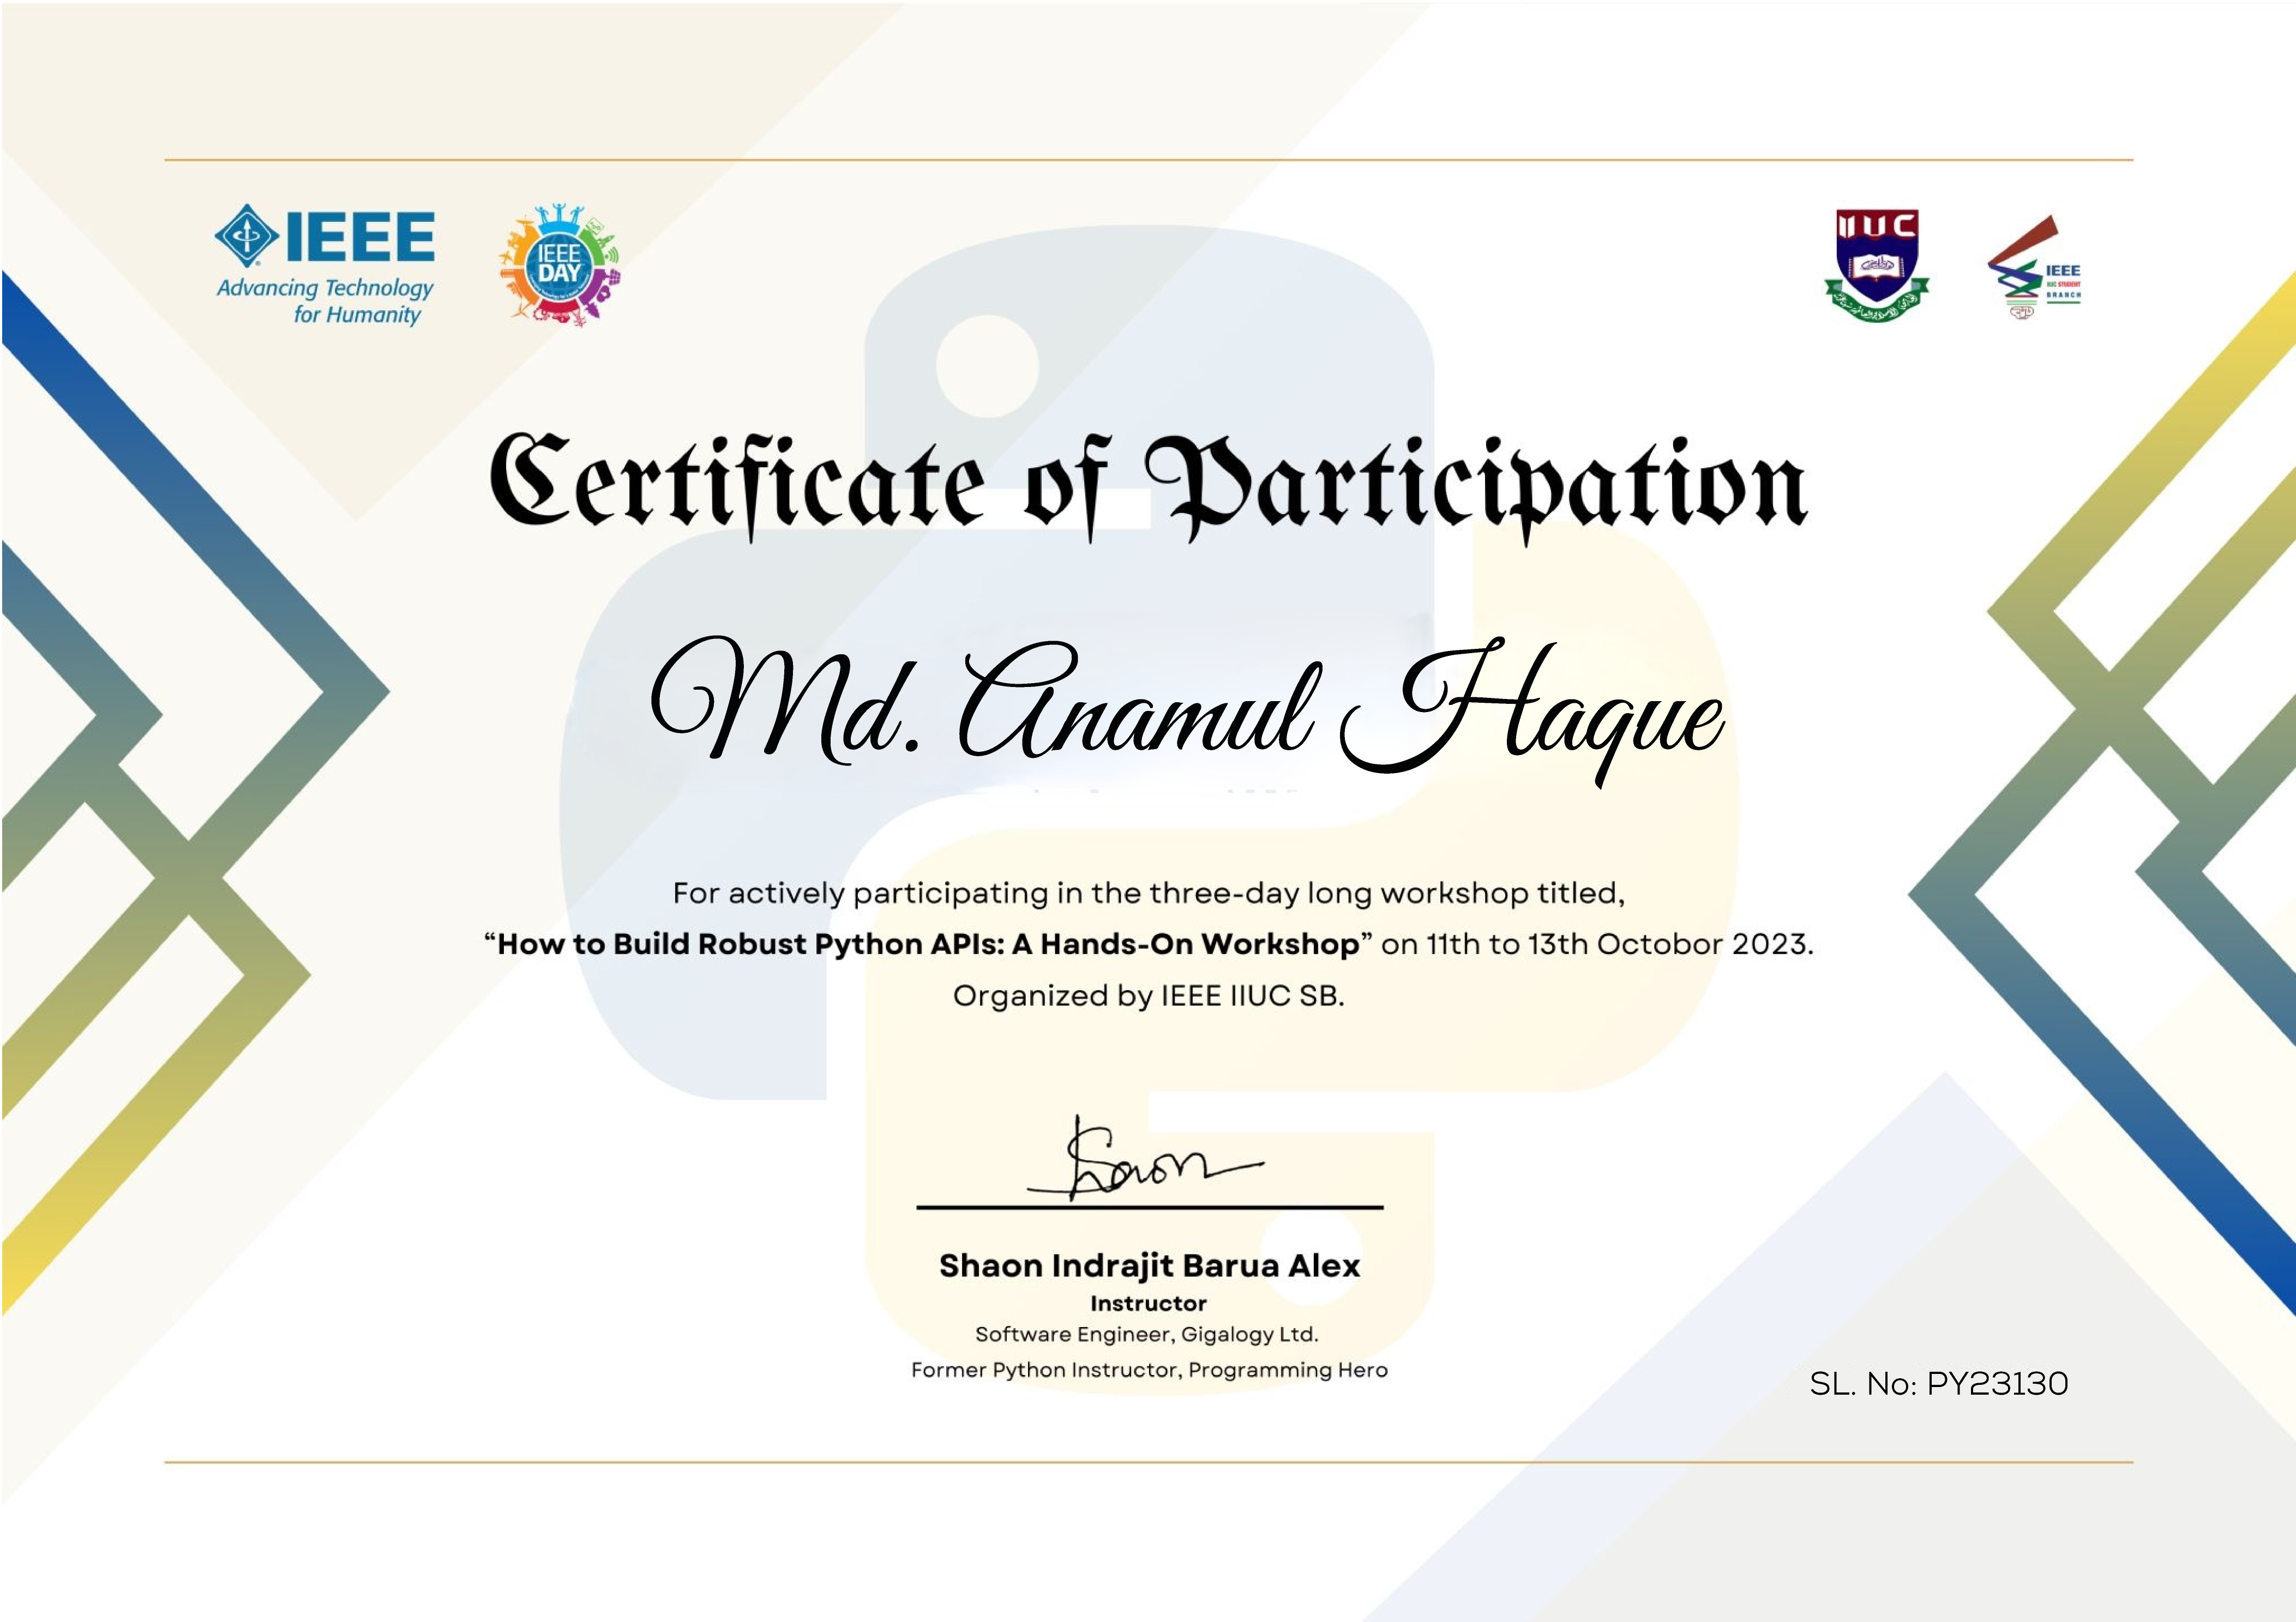 IEEE
Advancing Technology
for Humanity
IEEE
DAY
IIUC
IEEE
IIUC STUDENT
BRANCH
Certificate of Participation
Md. Anamul Haque
For actively participating in the three-day long workshop titled,
“How to Build Robust Python APIs: A Hands-On Workshop” on 11th to 13th Octobor 2023.
Organized by IEEE IIUC SB.
Shaon
Shaon Indrajit Barua Alex
Instructor
Software Engineer, Gigalogy Ltd.
Former Python Instructor, Programming Hero
SL. No: PY23130